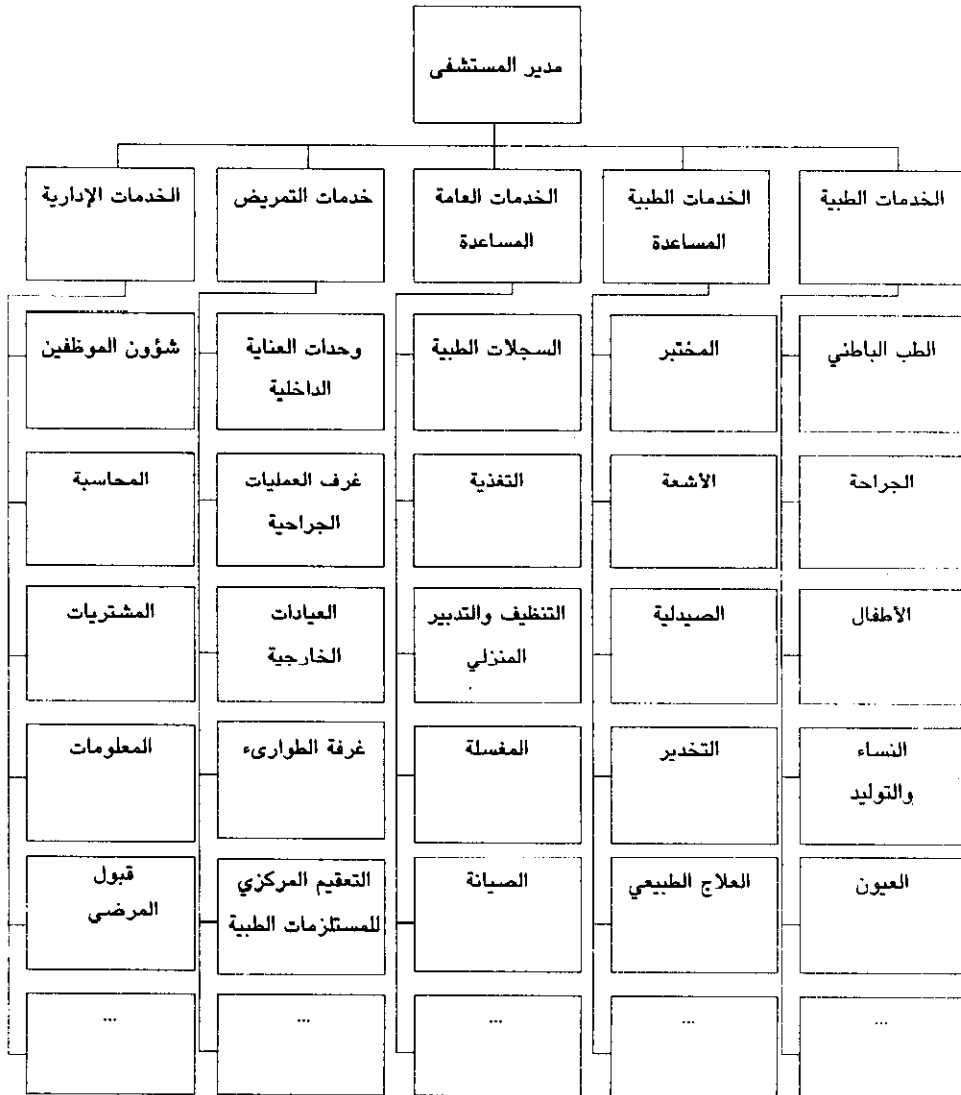 مدير المستشفى
الخدمات الطبية
الخدمات الطبية
المساعدة
الخدمات العامة
المساعدة
خدمات التمريض
الخدمات الإدارية
الطب الباطني
المختبر
السجلات الطبية
وحدات العناية
الداخلية
شؤون الموظفين
الجراحة
الأشعة
التغذية
غرف العمليات
الجراحية
المحاسبة
الأطفال
الصيدلية
التنظيف والتدبير
المنزلي
العيادات
الخارجية
المشتريات
النساء
والتوليد
التخدير
المغسلة
غرفة الطوارىء
المعلومات
العيون
العلاج الطبيعي
الصيانة
التعقيم المركزي
للمستلزمات الطبية
قبول
المرضى
...
...
...
...
...